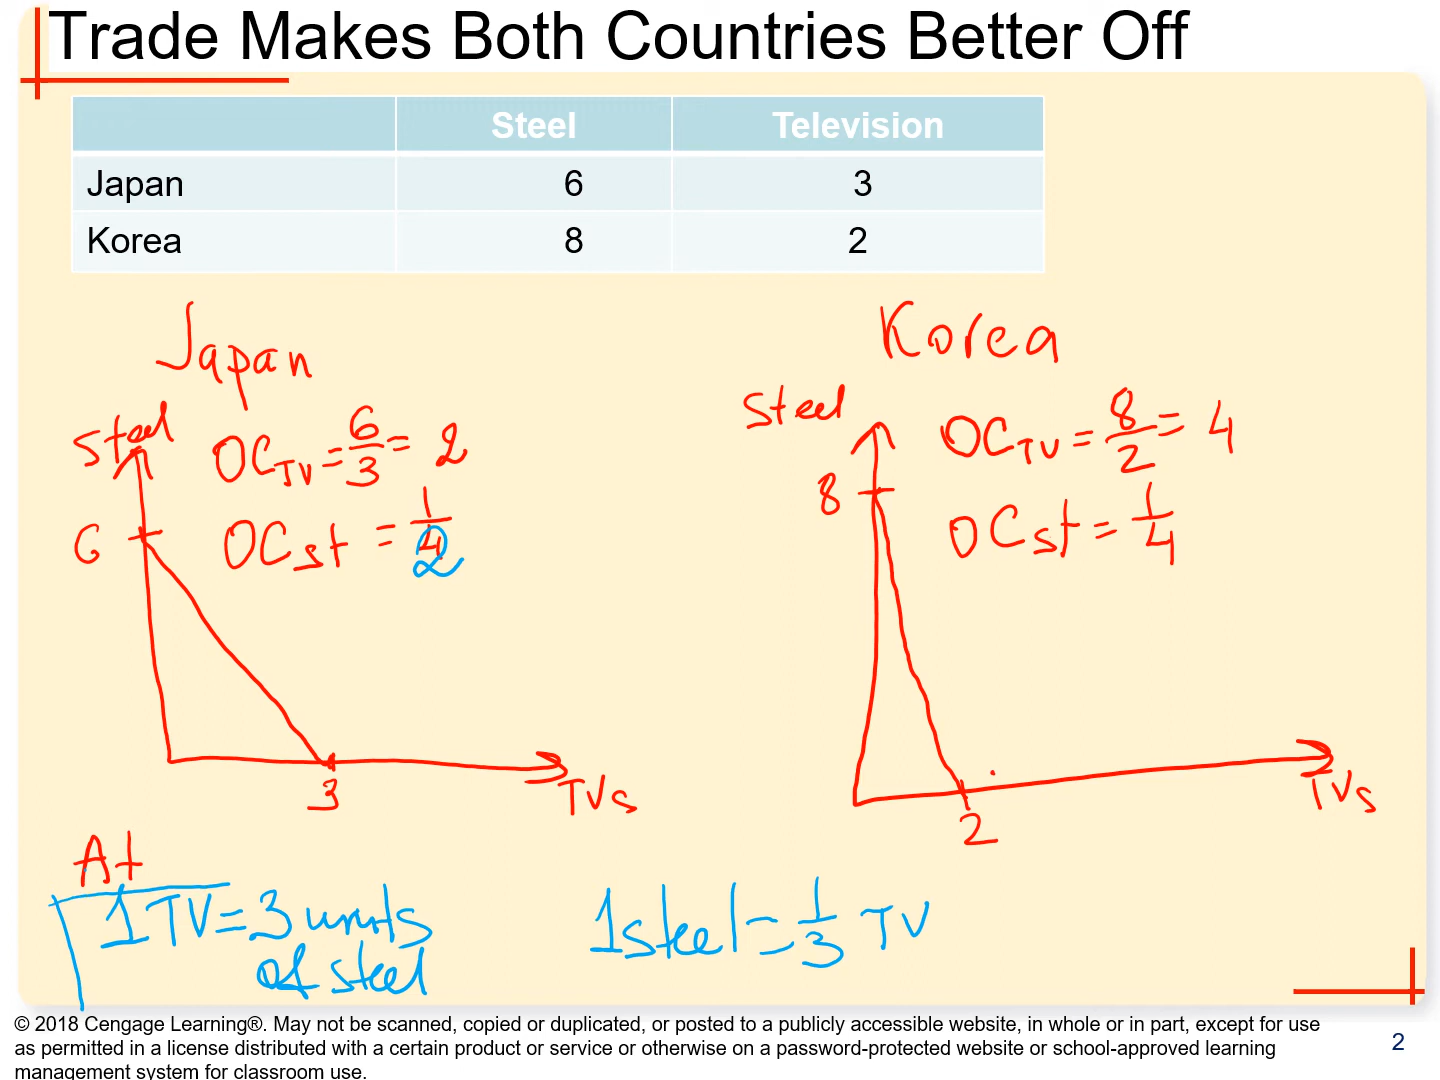 Trade Makes Both Countries Better Off
Steel Television
Japan 6 3
Korea 8 2
Japan
Korea
Steel
OC_TV = 6/3 = 2
6
OC_st = 1/2
3
TVs
Steel
OC_TV = 8/2 = 4
8
OC_st = 1/4
2
TVs
At
1 TV = 3 units
of steel
1 steel = 1/3 TV
© 2018 Cengage Learning®. May not be scanned, copied or duplicated, or posted to a publicly accessible website, in whole or in part, except for use
as permitted in a license distributed with a certain product or service or otherwise on a password-protected website or school-approved learning
management system for classroom use.
2